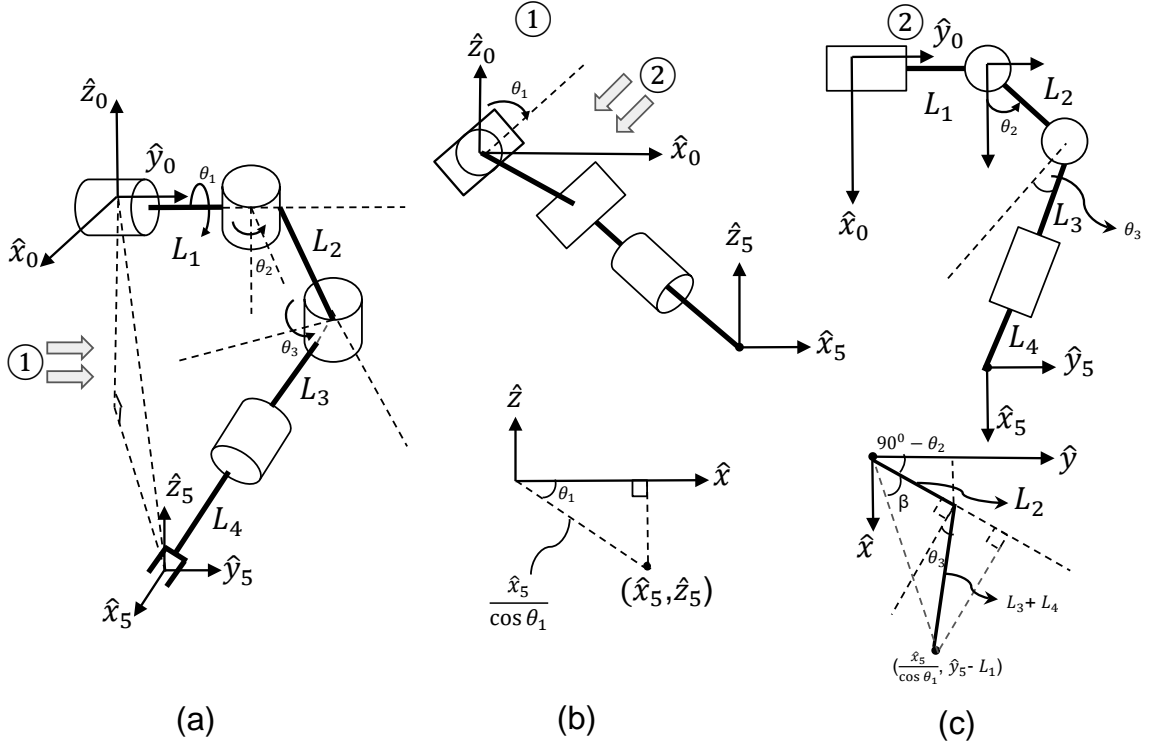 ẑ₀
ŷ₀
θ₁
x̂₀
L₁
L₂
θ₂
θ₃
①
L₃
L₄
ẑ₅
ŷ₅
x̂₅
(a)
①
ẑ₀
θ₁
②
x̂₀
ẑ₅
x̂₅
ẑ
x̂
θ₁
x̂₅
cos θ₁
(x̂₅,ẑ₅)
(b)
②
ŷ₀
L₁
L₂
θ₂
x̂₀
L₃
θ₃
L₄
ŷ₅
x̂₅
90⁰ − θ₂
ŷ
β
L₂
x̂
θ₃
L₃+ L₄
(x̂₅/cos θ₁, ŷ₅- L₁)
(c)